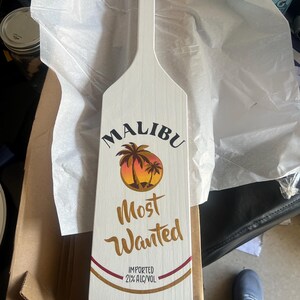 MALIBU
Most
Wanted
IMPORTED
21% ALC/VOL